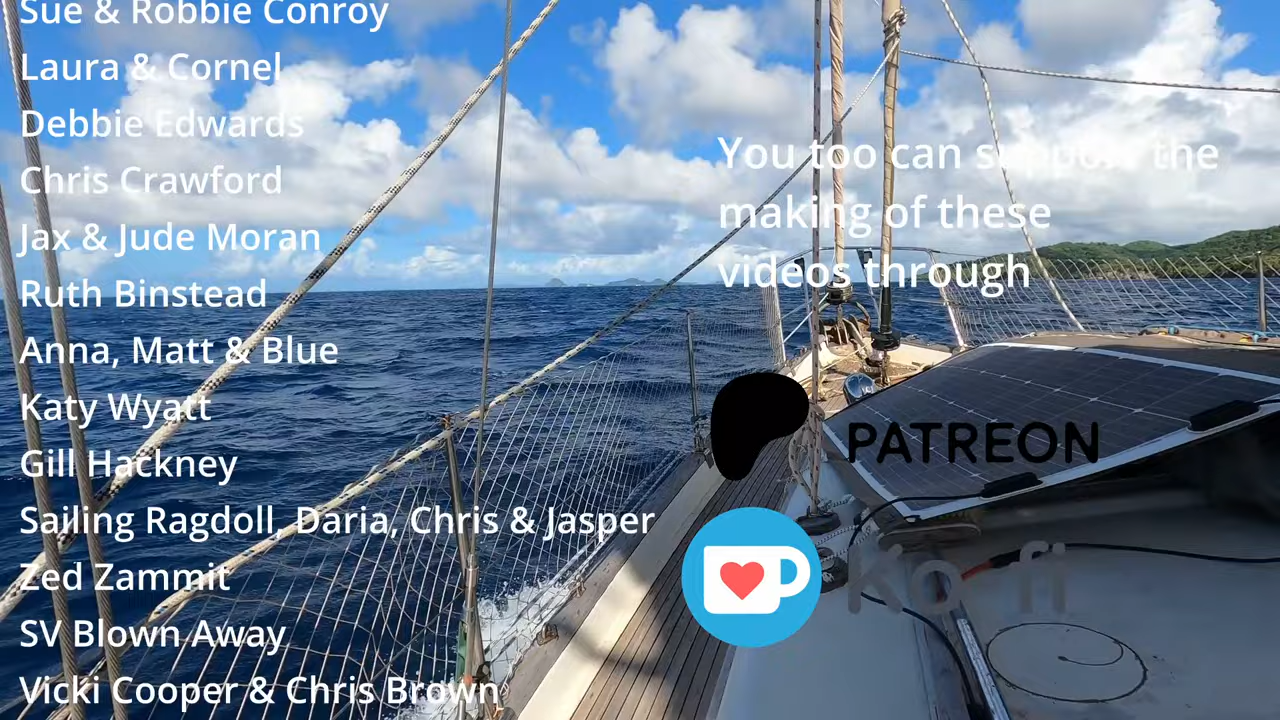 Sue & Robbie Conroy
Laura & Cornel
Debbie Edwards
Chris Crawford
Jax & Jude Moran
Ruth Binstead
Anna, Matt & Blue
Katy Wyatt
Gill Hackney
Sailing Ragdoll, Daria, Chris & Jasper
Zed Zammit
SV Blown Away
Vicki Cooper & Chris Brown
You too can support the
making of these
videos through
PATREON
Ko-fi